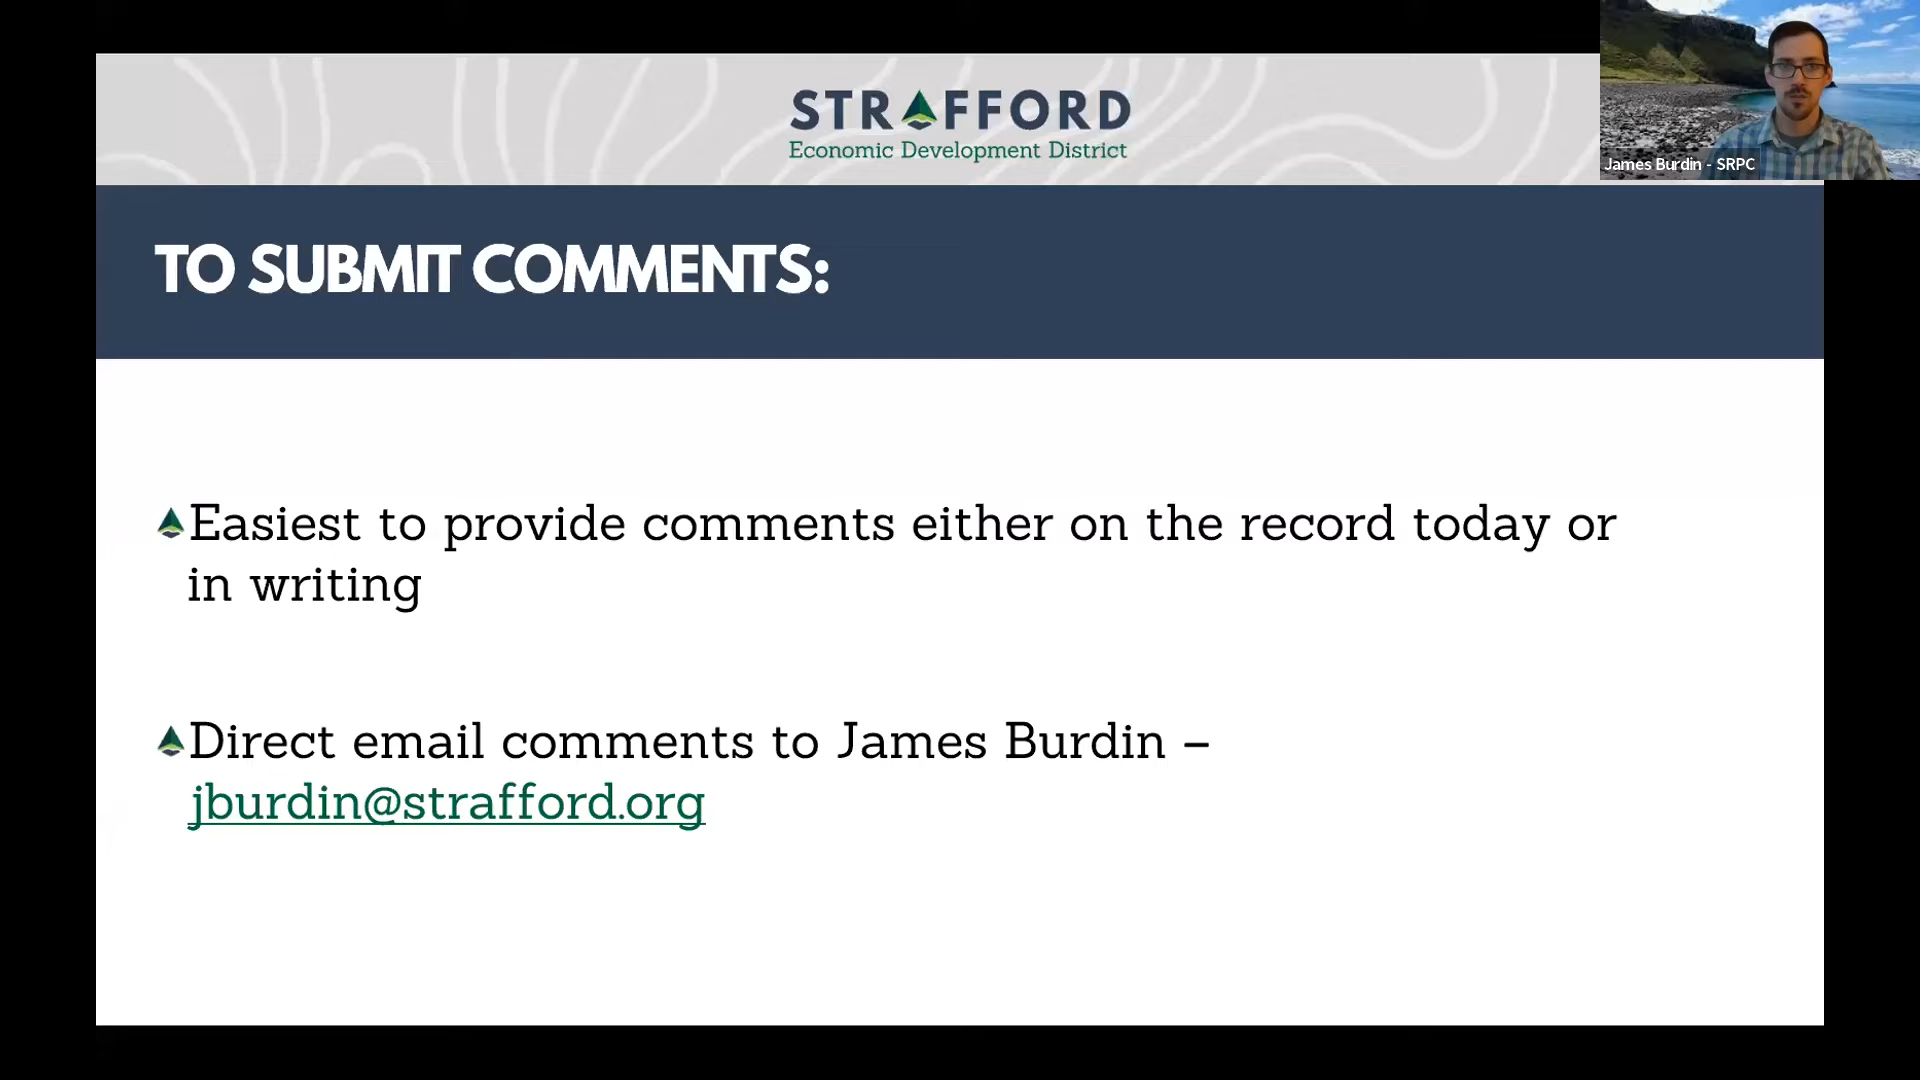 STRAFFORD
Economic Development District
James Burdin - SRPC
TO SUBMIT COMMENTS:
Easiest to provide comments either on the record today or
in writing
Direct email comments to James Burdin –
jburdin@strafford.org